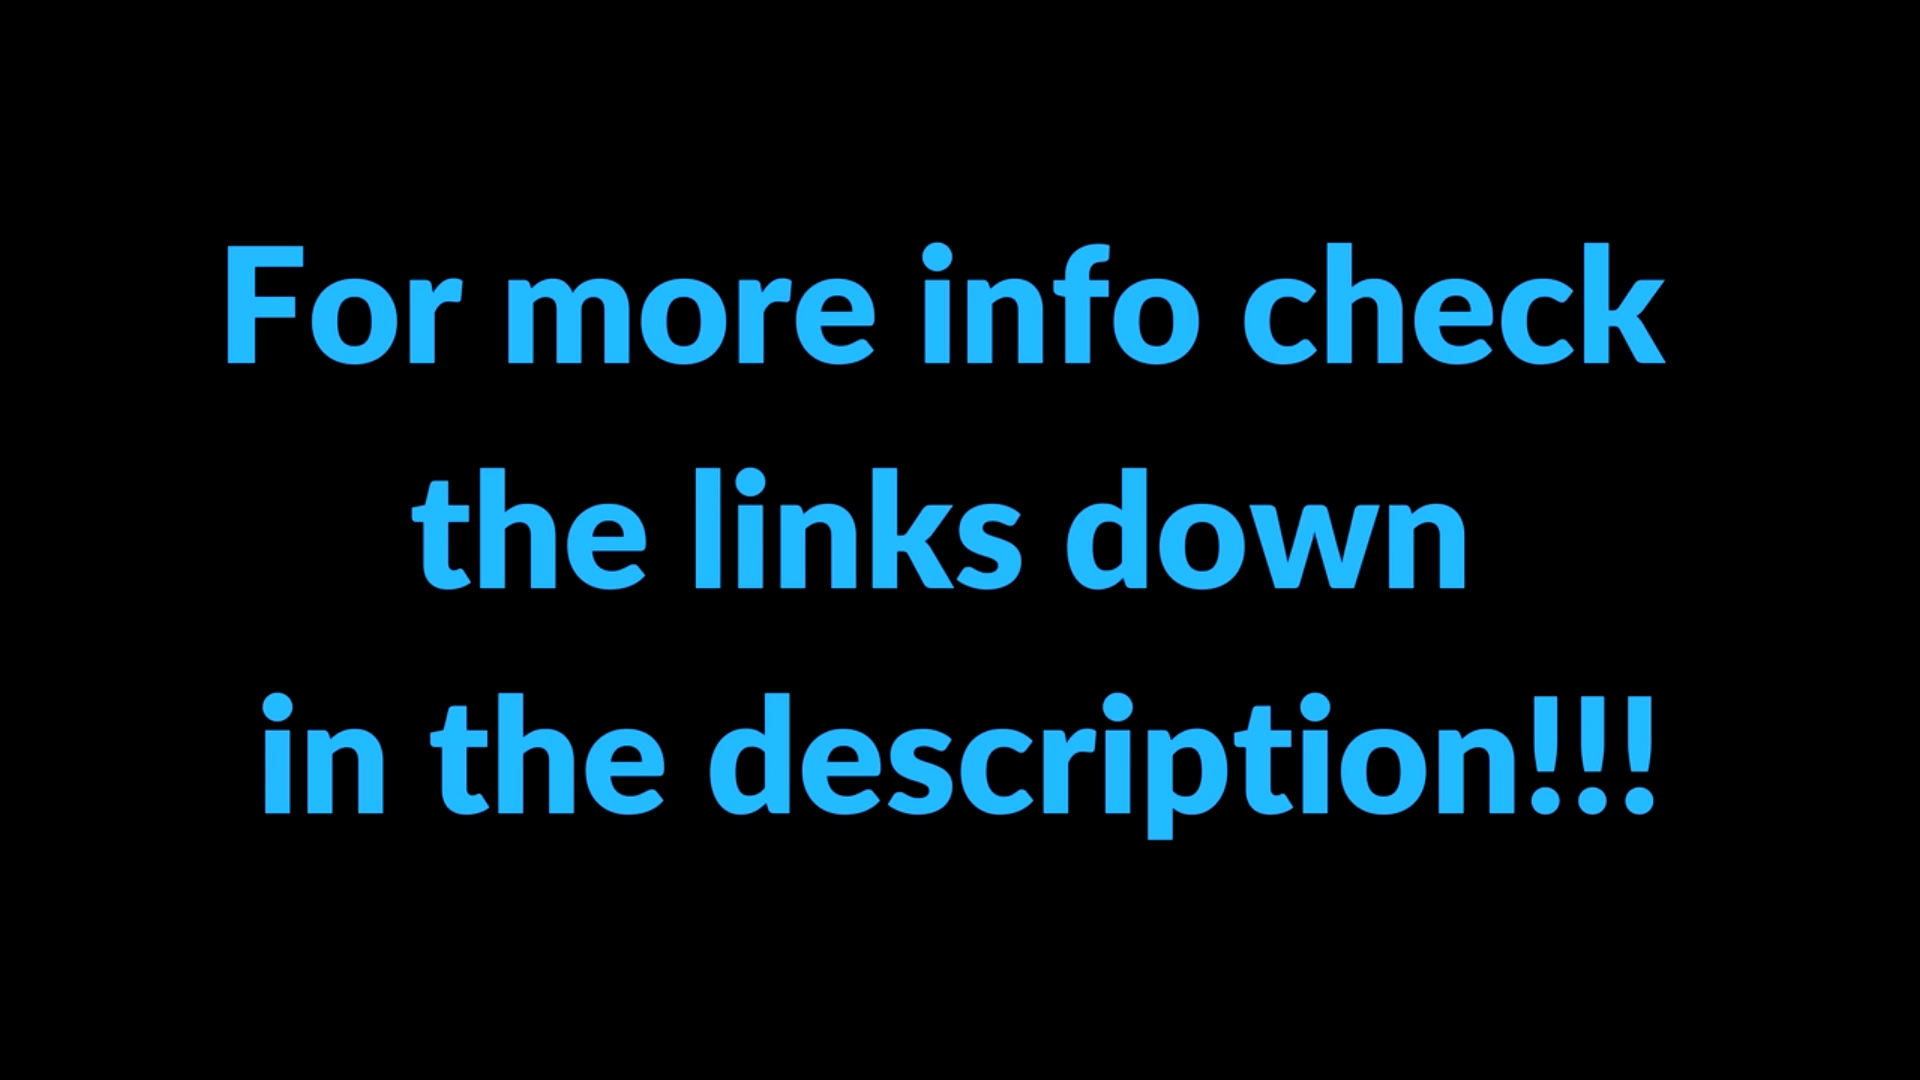 For more info check
the links down
in the description!!!